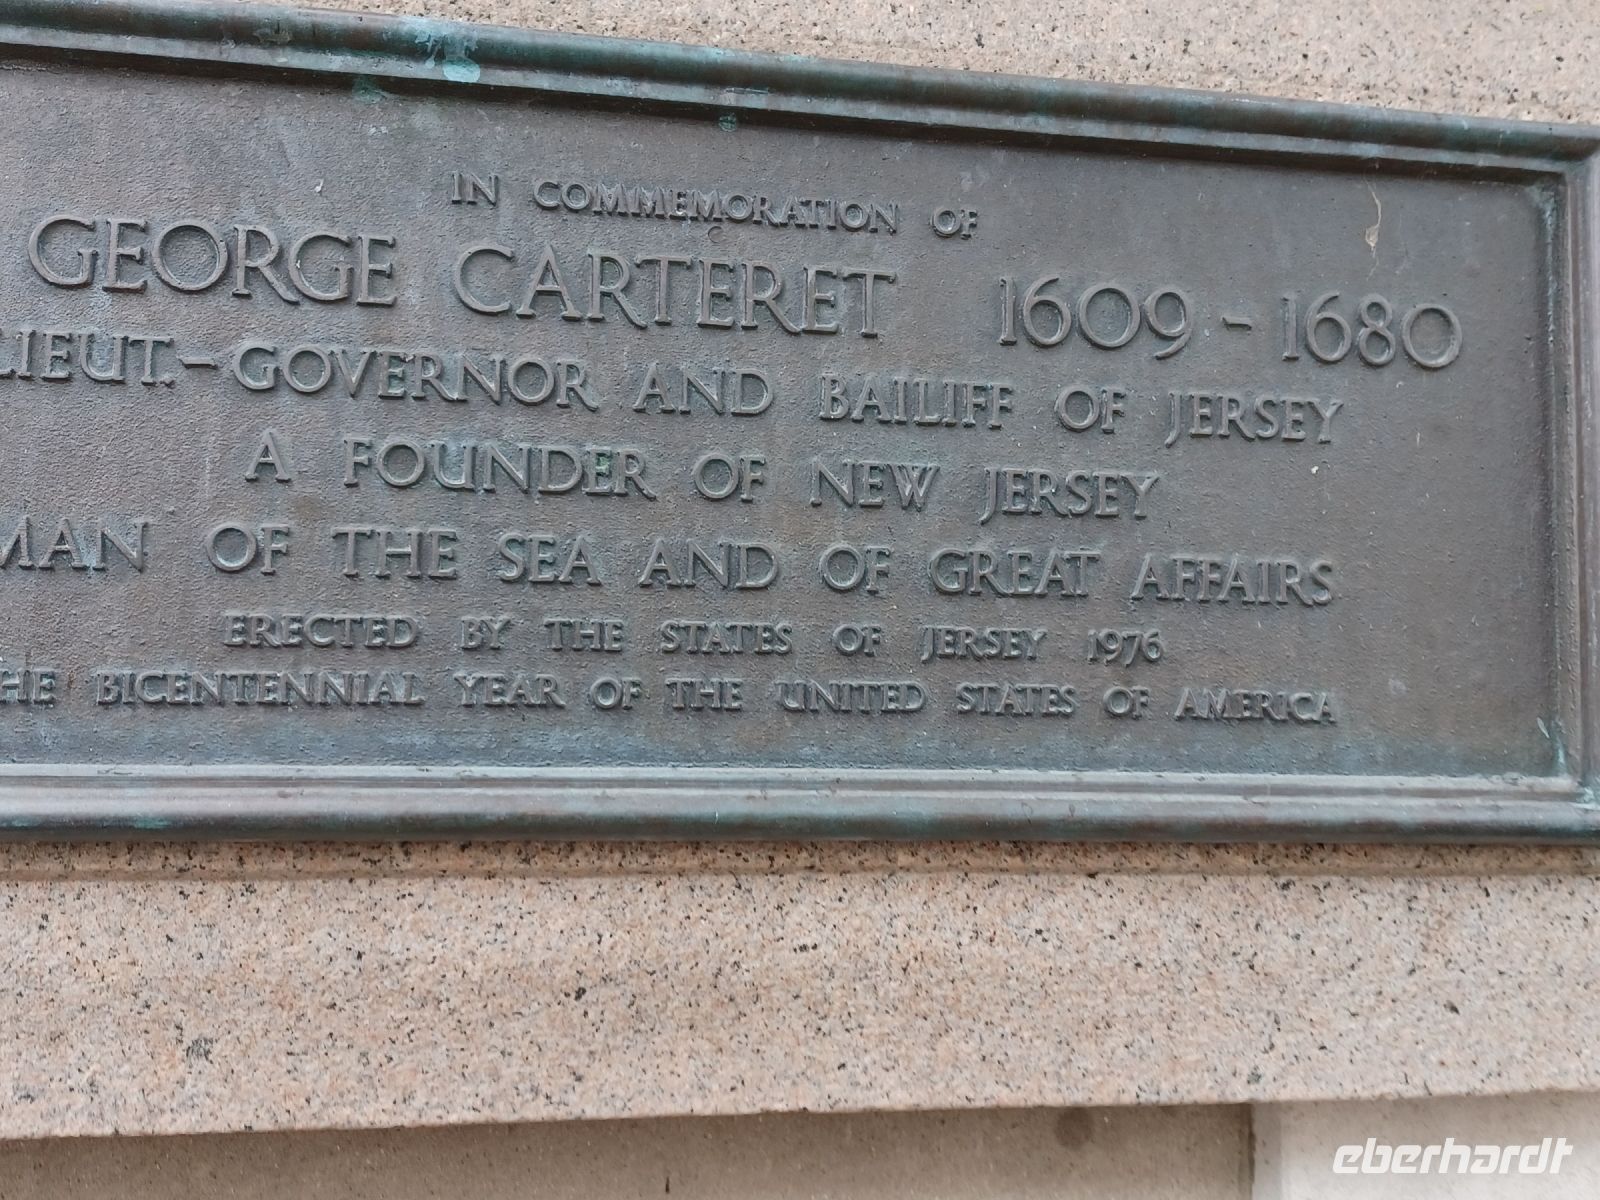 IN COMMEMORATION OF
GEORGE CARTERET 1609 - 1680
LIEUT.-GOVERNOR AND BAILIFF OF JERSEY
A FOUNDER OF NEW JERSEY
MAN OF THE SEA AND OF GREAT AFFAIRS
ERECTED BY THE STATES OF JERSEY 1976
HE BICENTENNIAL YEAR OF THE UNITED STATES OF AMERICA
eberhardt